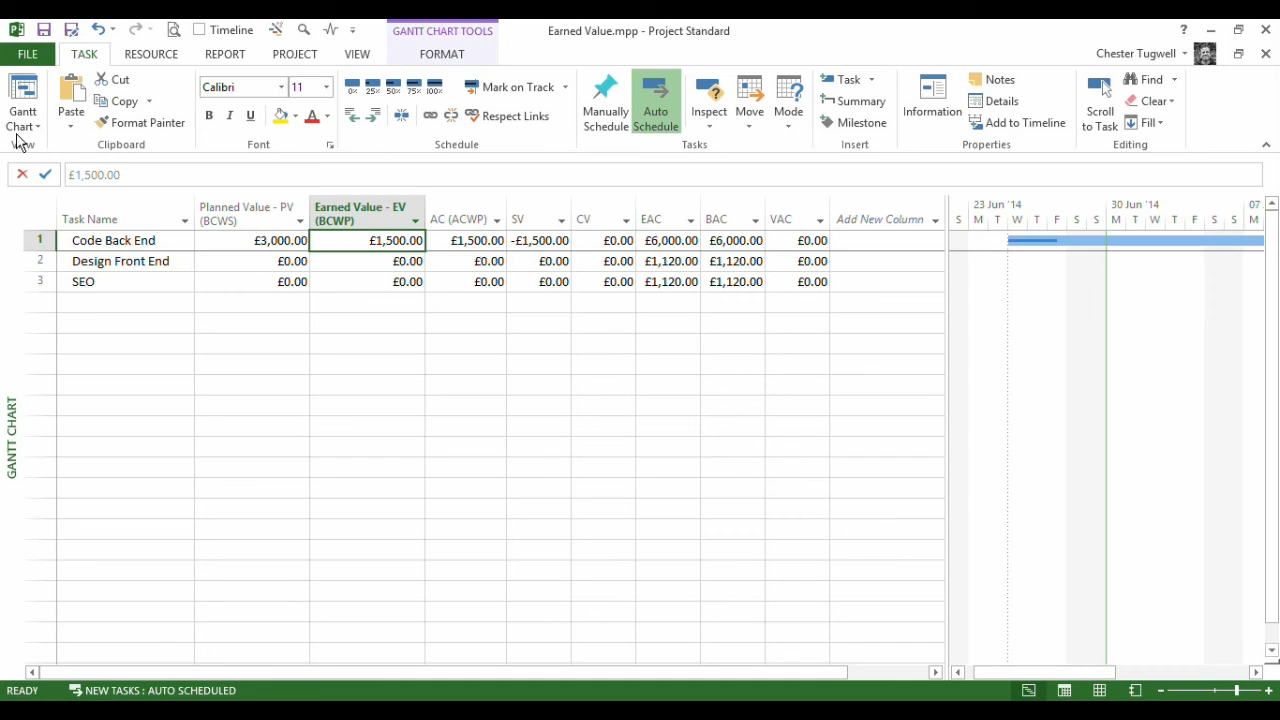 Timeline
GANTT CHART TOOLS
Earned Value.mpp - Project Standard
?
FILE
TASK
RESOURCE
REPORT
PROJECT
VIEW
FORMAT
Chester Tugwell
Gantt
Chart
View
Paste
Cut
Copy
Format Painter
Clipboard
Calibri
11
B I U
A
Font
0% 25% 50% 75% 100%
Mark on Track
Respect Links
Schedule
Manually
Schedule
Auto
Schedule
Inspect
Move
Mode
Tasks
Task
Summary
Milestone
Insert
Information
Notes
Details
Add to Timeline
Properties
Scroll
to Task
Find
Clear
Fill
Editing
£1,500.00
Task Name
Planned Value - PV
(BCWS)
Earned Value - EV
(BCWP)
AC (ACWP)
SV
CV
EAC
BAC
VAC
Add New Column
23 Jun '14
30 Jun '14
07
S M T W T F S S M T W T F S S M
1 Code Back End £3,000.00 £1,500.00 £1,500.00 -£1,500.00 £0.00 £6,000.00 £6,000.00 £0.00
2 Design Front End £0.00 £0.00 £0.00 £0.00 £0.00 £1,120.00 £1,120.00 £0.00
3 SEO £0.00 £0.00 £0.00 £0.00 £0.00 £1,120.00 £1,120.00 £0.00
GANTT CHART
READY
NEW TASKS : AUTO SCHEDULED